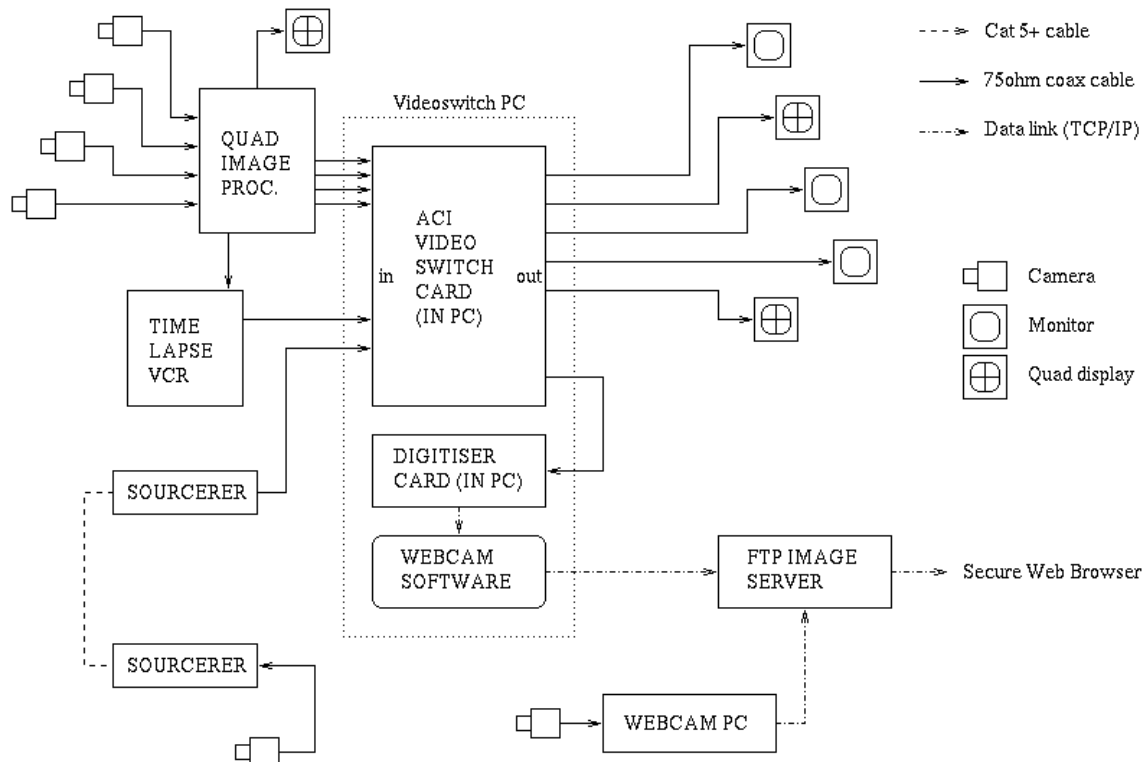 Cat 5+ cable
75ohm coax cable
Data link (TCP/IP)
Videoswitch PC
QUAD
IMAGE
PROC.
ACI
VIDEO
SWITCH
CARD
(IN PC)
in
out
TIME
LAPSE
VCR
Camera
Monitor
Quad display
DIGITISER
CARD (IN PC)
SOURCERER
WEBCAM
SOFTWARE
FTP IMAGE
SERVER
Secure Web Browser
SOURCERER
WEBCAM PC